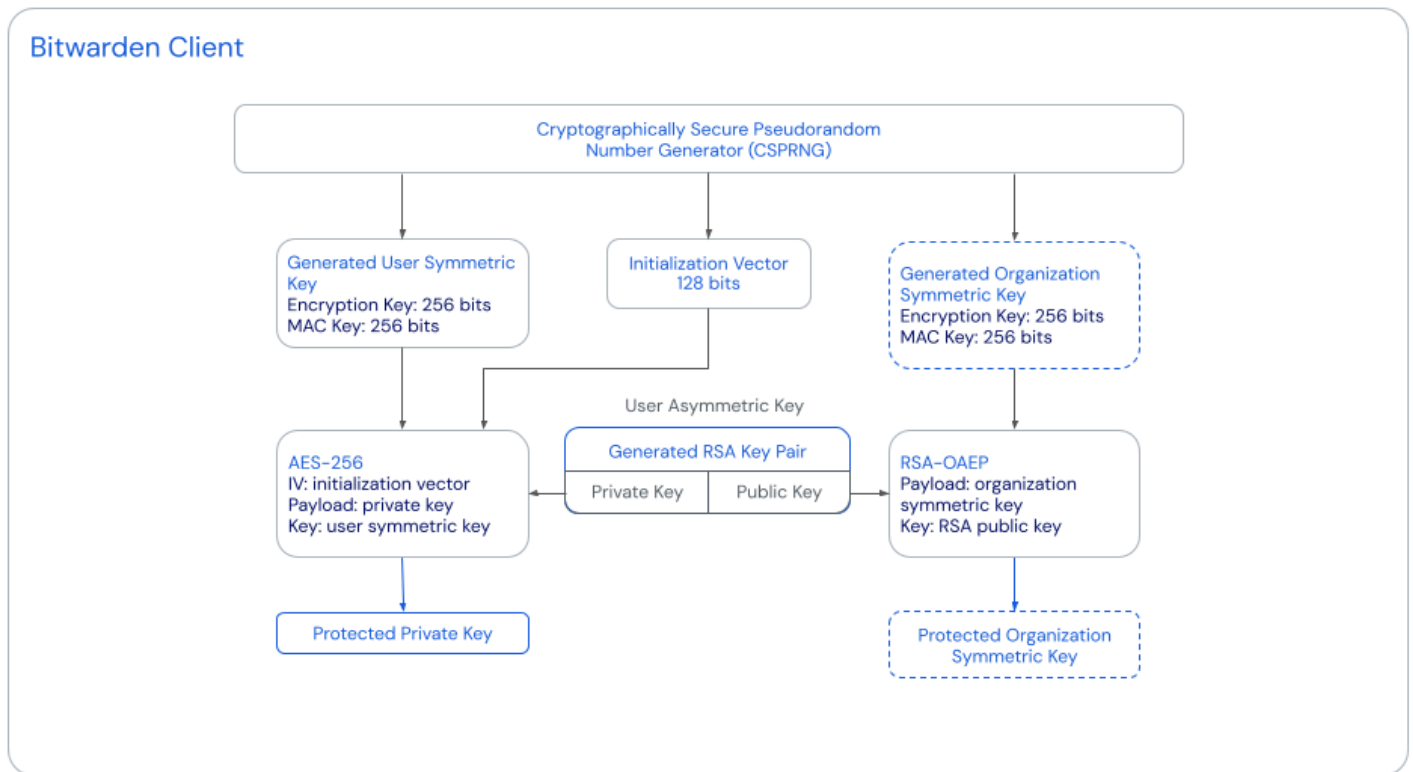 Bitwarden Client
Cryptographically Secure Pseudorandom
Number Generator (CSPRNG)
Generated User Symmetric
Key
Encryption Key: 256 bits
MAC Key: 256 bits
Initialization Vector
128 bits
Generated Organization
Symmetric Key
Encryption Key: 256 bits
MAC Key: 256 bits
User Asymmetric Key
Generated RSA Key Pair
Private Key
Public Key
AES-256
IV: initialization vector
Payload: private key
Key: user symmetric key
RSA-OAEP
Payload: organization
symmetric key
Key: RSA public key
Protected Private Key
Protected Organization
Symmetric Key